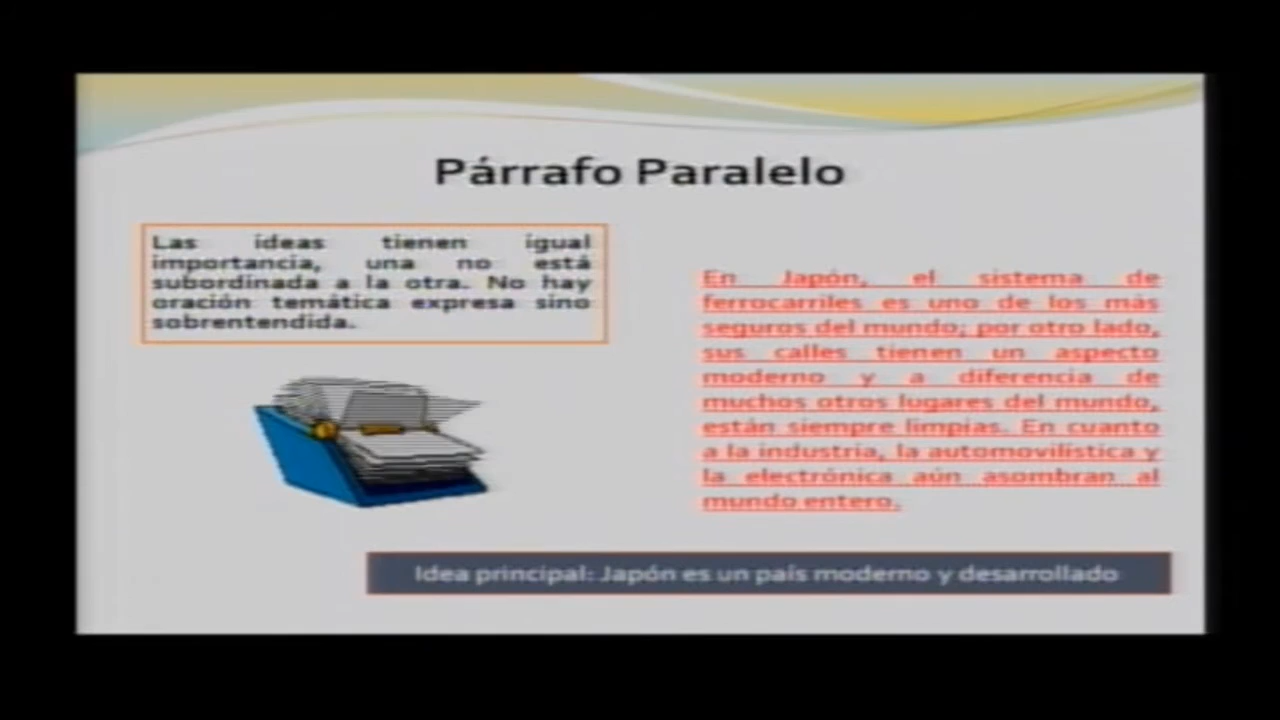 Párrafo Paralelo
Las ideas tienen igual
importancia, una no está
subordinada a la otra. No hay
oración temática expresa sino
sobrentendida.
En Japón, el sistema de
ferrocarriles es uno de los más
seguros del mundo; por otro lado,
sus calles tienen un aspecto
moderno y a diferencia de
muchos otros lugares del mundo,
están siempre limpias. En cuanto
a la industria, la automovilística y
la electrónica aún asombran al
mundo entero.
Idea principal: Japón es un país moderno y desarrollado